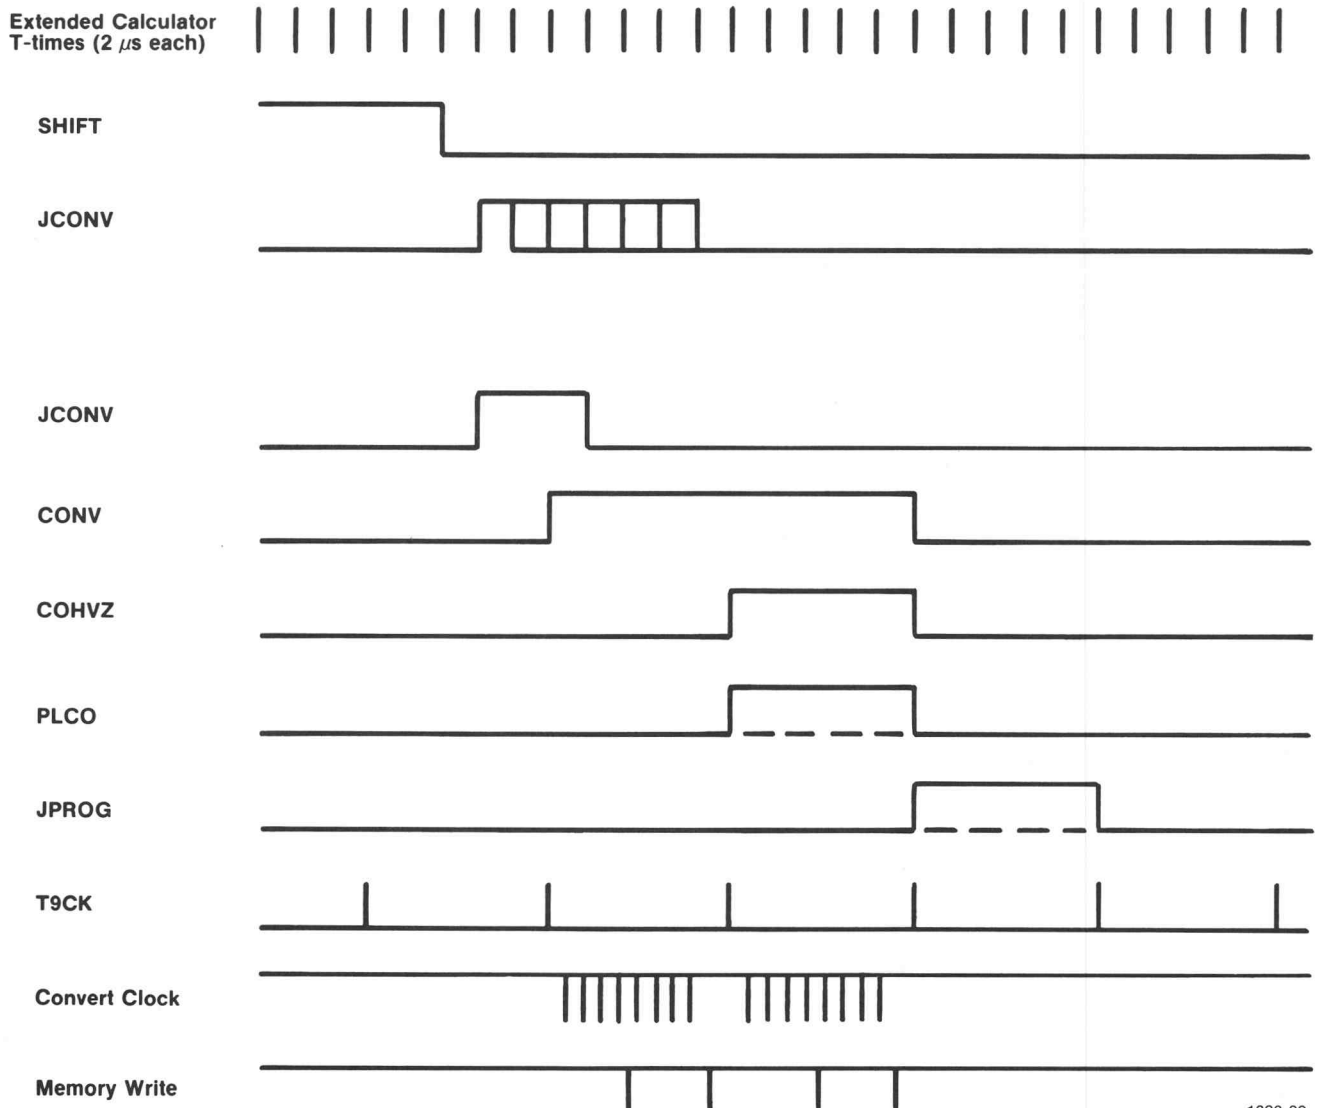 Extended Calculator
T-times (2 μs each)
SHIFT
JCONV
JCONV
CONV
COHVZ
PLCO
JPROG
T9CK
Convert Clock
Memory Write